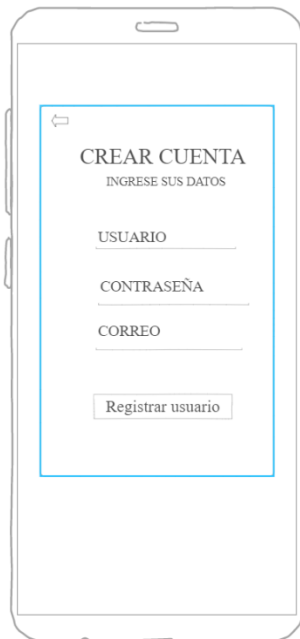 CREAR CUENTA
INGRESE SUS DATOS
USUARIO
CONTRASEÑA
CORREO
Registrar usuario